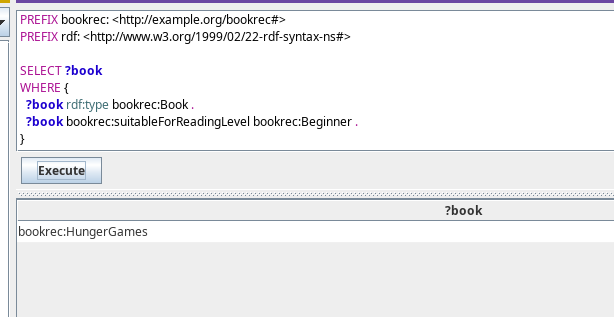 PREFIX bookrec: <http://example.org/bookrec#>
PREFIX rdf: <http://www.w3.org/1999/02/22-rdf-syntax-ns#>
SELECT ?book
WHERE {
?book rdf:type bookrec:Book .
?book bookrec:suitableForReadingLevel bookrec:Beginner .
}
Execute
?book
bookrec:HungerGames